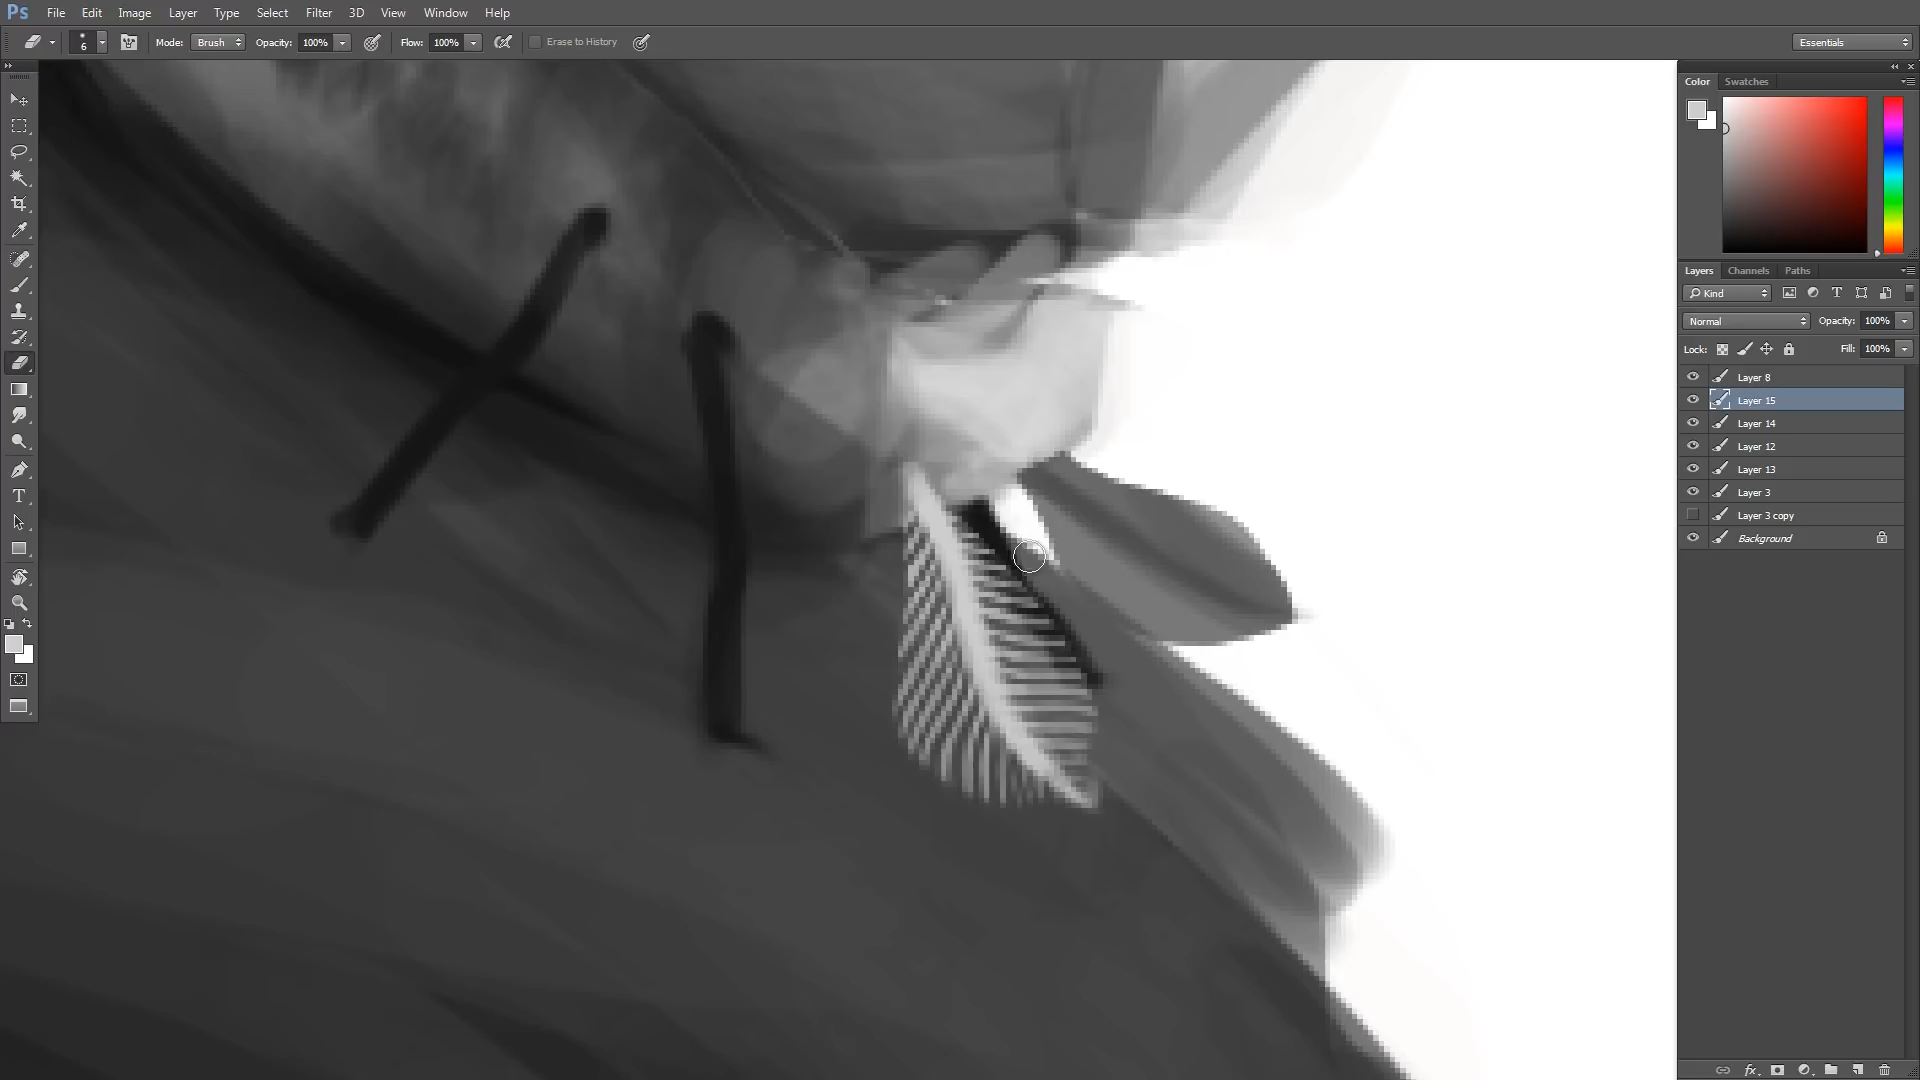 Ps File Edit Image Layer Type Select Filter 3D View Window Help
6 Mode: Brush Opacity: 100% Flow: 100% Erase to History Essentials
Color Swatches
Layers Channels Paths
Kind
Normal Opacity: 100%
Lock: Fill: 100%
Layer 8
Layer 15
Layer 14
Layer 12
Layer 13
Layer 3
Layer 3 copy
Background